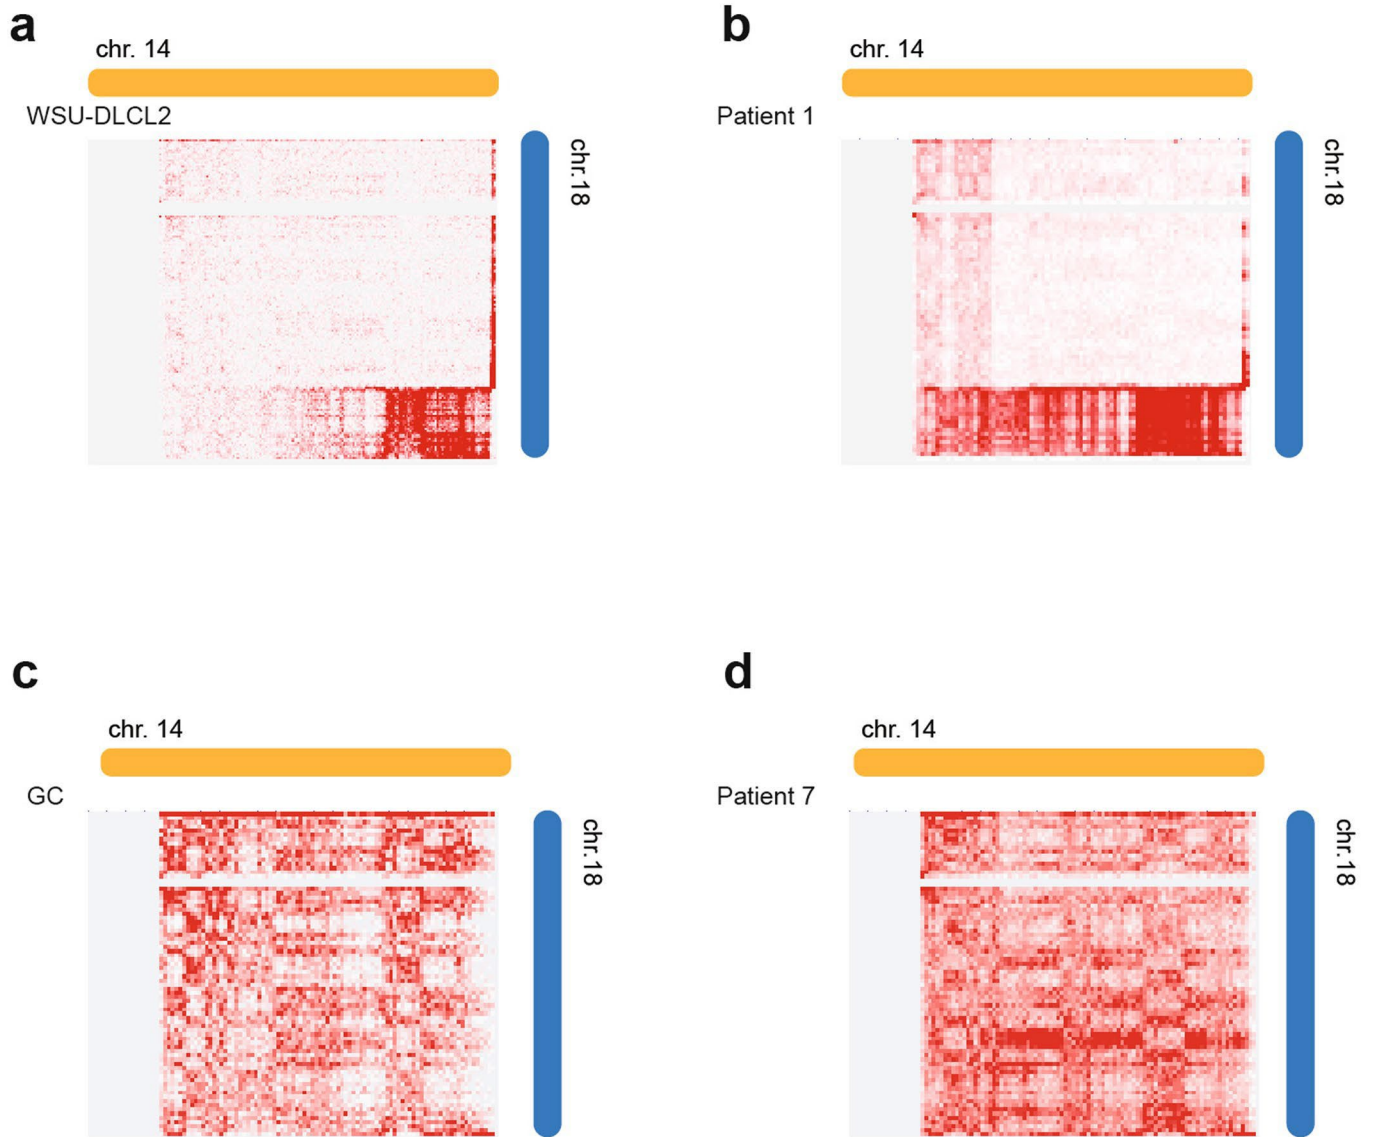 a
chr. 14
WSU-DLCL2
chr.18
b
chr. 14
Patient 1
chr.18
c
chr. 14
GC
chr.18
d
chr. 14
Patient 7
chr.18